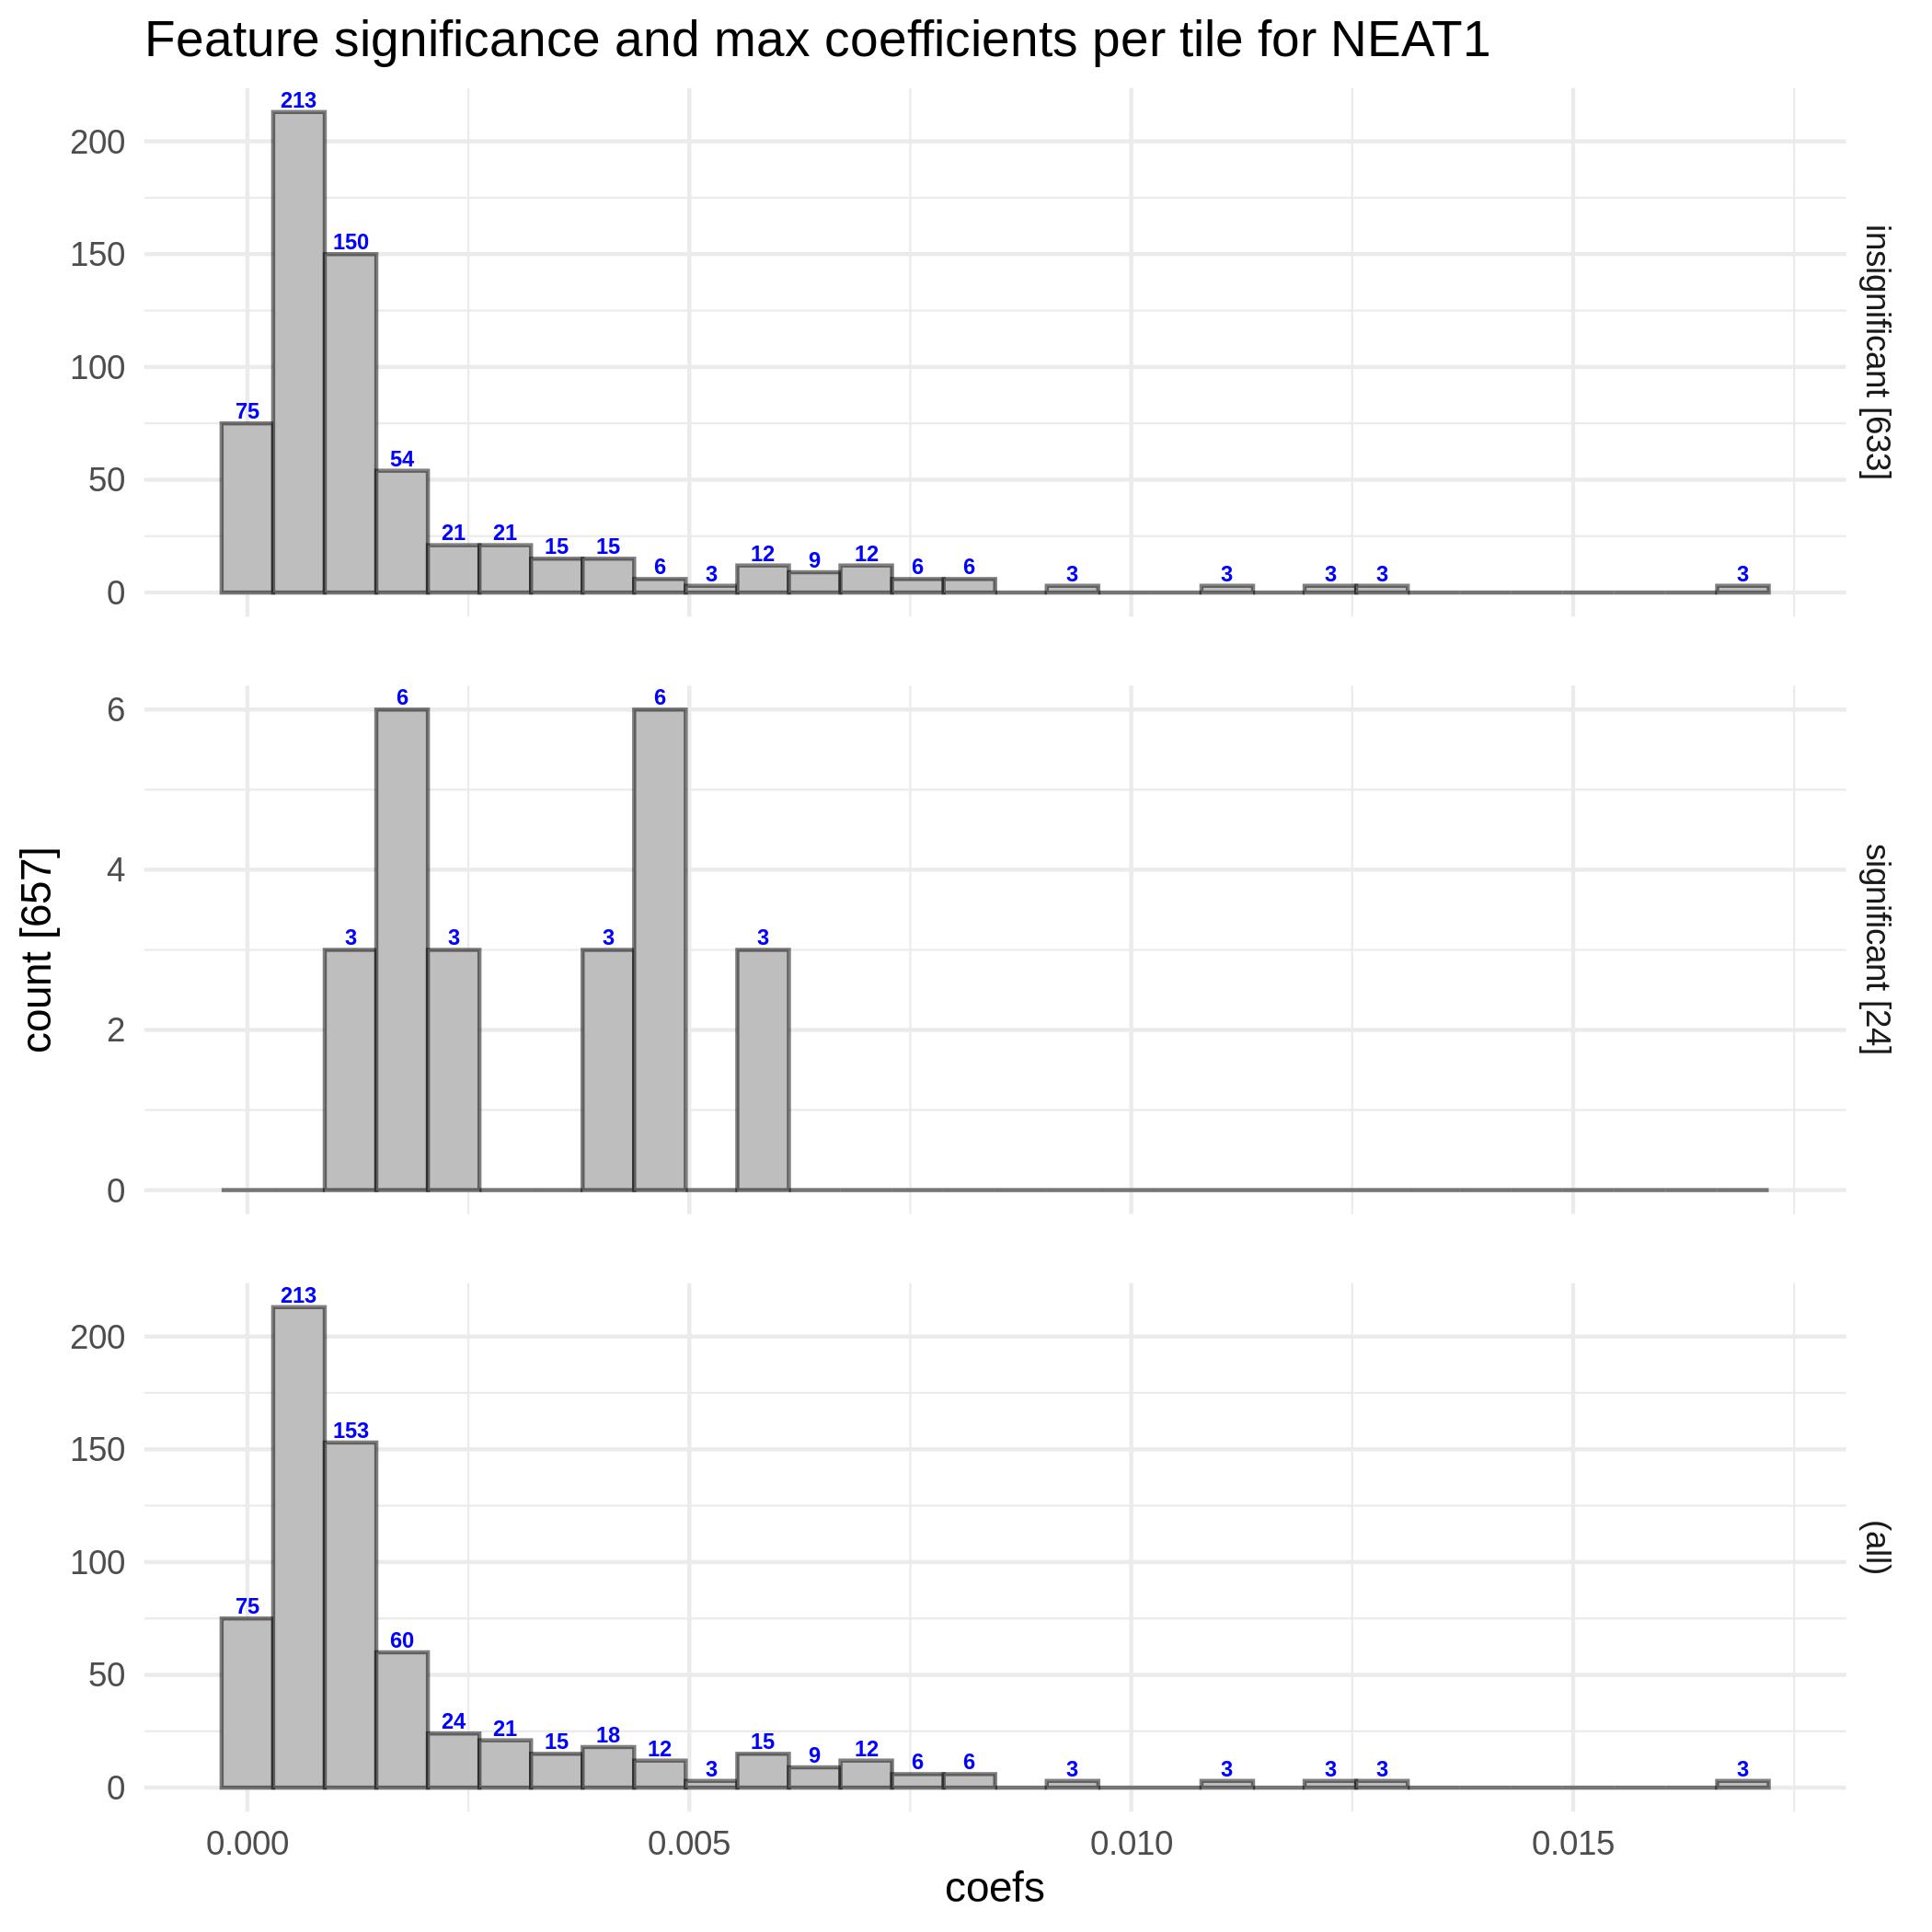 Feature significance and max coefficients per tile for NEAT1
213
200
150
150
100
75
54
50
21 21 15 15 6 3 12 9 12 6 6 3 3 3 3 3
0
insignificant [633]
6 6
6
4
3 3 3 3
2
0
significant [24]
count [657]
213
200
153
150
100
75
60
50
24 21 15 18 12 3 15 9 12 6 6 3 3 3 3 3
0
(all)
0.000 0.005 0.010 0.015
coefs